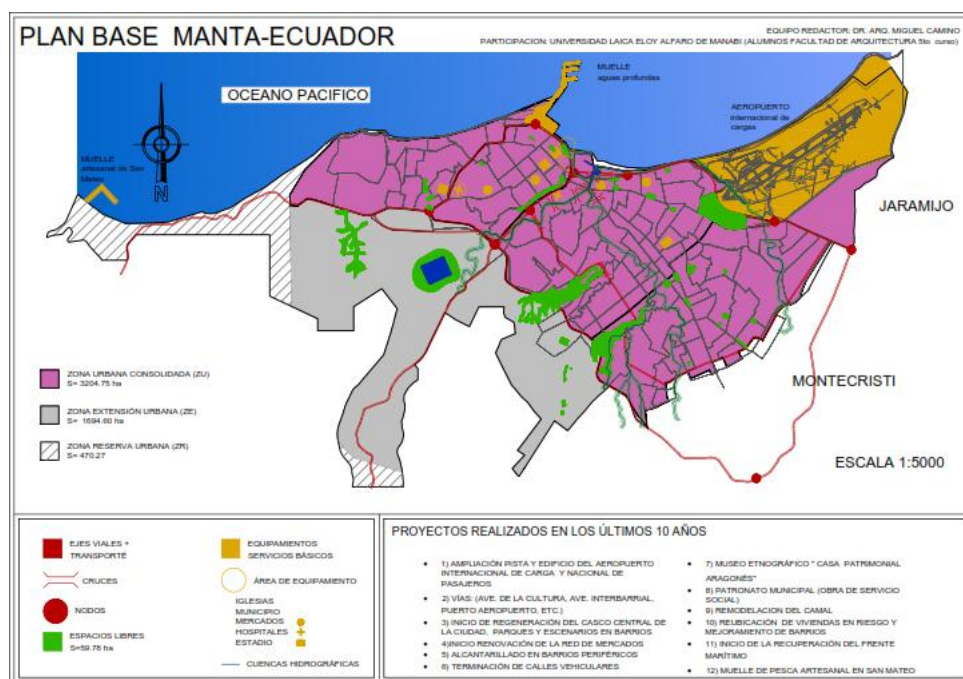 PLAN BASE MANTA-ECUADOR
EQUIPO REDACTOR: DR. ARQ. MIGUEL CAMINO
PARTICIPACION: UNIVERSIDAD LAICA ELOY ALFARO DE MANABI (ALUMNOS FACULTAD DE ARQUITECTURA 5to curso)
MUELLE
aguas profundas
OCEANO PACIFICO
AEROPUERTO
internacional de
cargas
MUELLE
artesanal de San
Mateo
N
JARAMIJO
MONTECRISTI
ESCALA 1:5000
ZONA URBANA CONSOLIDADA (ZU)
S= 3204.75 ha
ZONA EXTENSIÓN URBANA (ZE)
S= 1694.60 ha
ZONA RESERVA URBANA (ZR)
S= 470.27
EJES VIALES +
TRANSPORTÉ
CRUCES
NODOS
ESPACIOS LIBRES
S=59.78 ha
EQUIPAMIENTOS
SERVICIOS BÁSICOS
ÁREA DE EQUIPAMIENTO
IGLESIAS
MUNICIPIO
MERCADOS
HOSPITALES
ESTADIO
CUENCAS HIDROGRÁFICAS
PROYECTOS REALIZADOS EN LOS ÚLTIMOS 10 AÑOS
• 1) AMPLIACIÓN PISTA Y EDIFICIO DEL AEROPUERTO
INTERNACIONAL DE CARGA Y NACIONAL DE
PASAJEROS
• 2) VÍAS: (AVE. DE LA CULTURA, AVE. INTERBARRIAL,
PUERTO AEROPUERTO, ETC.)
• 3) INICIO DE REGENERACIÓN DEL CASCO CENTRAL DE
LA CIUDAD, PARQUES Y ESCENARIOS EN BARRIOS
• 4)INICIO RENOVACIÓN DE LA RED DE MERCADOS
• 5) ALCANTARILLADO EN BARRIOS PERIFÉRICOS
• 6) TERMINACIÓN DE CALLES VEHICULARES
• 7) MUSEO ETNOGRÁFICO " CASA PATRIMONIAL
ARAGONÉS"
• 8) PATRONATO MUNICIPAL (OBRA DE SERVICIO
SOCIAL)
• 9) REMODELACION DEL CAMAL
• 10) REUBICACIÓN DE VIVIENDAS EN RIESGO Y
MEJORAMIENTO DE BARRIOS
• 11) INICIO DE LA RECUPERACIÓN DEL FRENTE
MARÍTIMO
• 12) MUELLE DE PESCA ARTESANAL EN SAN MATEO